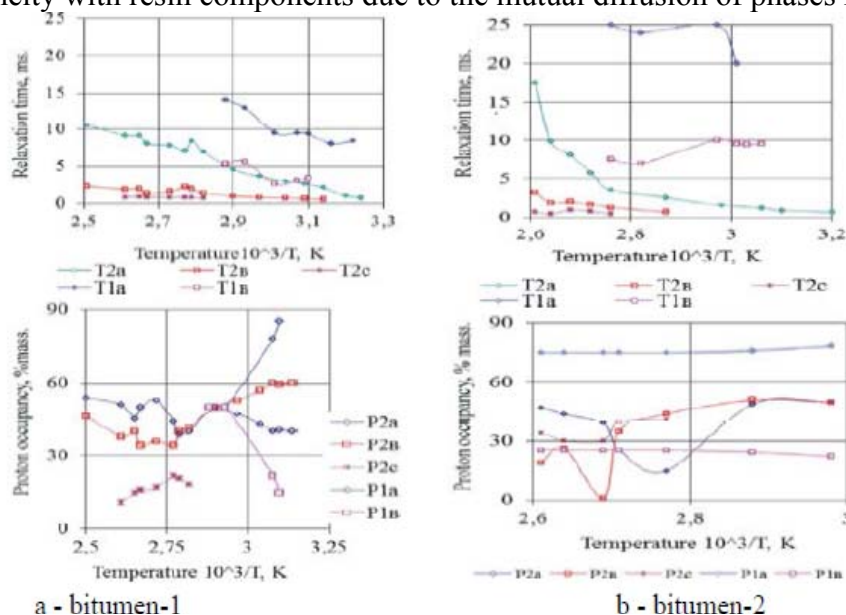 icity with resin components due to the mutual diffusion of phases
25
20
15
10
5
0
Relaxation time, ms.
2,5
2,7
2,9
3,1
3,3
Temperature 10^3/T, K
T2a
T2в
T2c
T1a
T1в
25
20
15
10
5
0
Relaxation time, ms.
2,8
3
3,2
Temperature 10^3/T, K
T2a
T2в
T2c
T1a
T1в
90
60
30
0
Proton occupancy, %mass.
2,5
2,75
3
3,25
Temperature 10^3/T, K
P2a
P2в
P2c
P1a
P1в
90
60
30
0
Proton occupancy, % mass.
2,6
2,8
Temperature 10^3/T, K
P2a
P2в
P2c
P1a
P1в
a - bitumen-1
b - bitumen-2